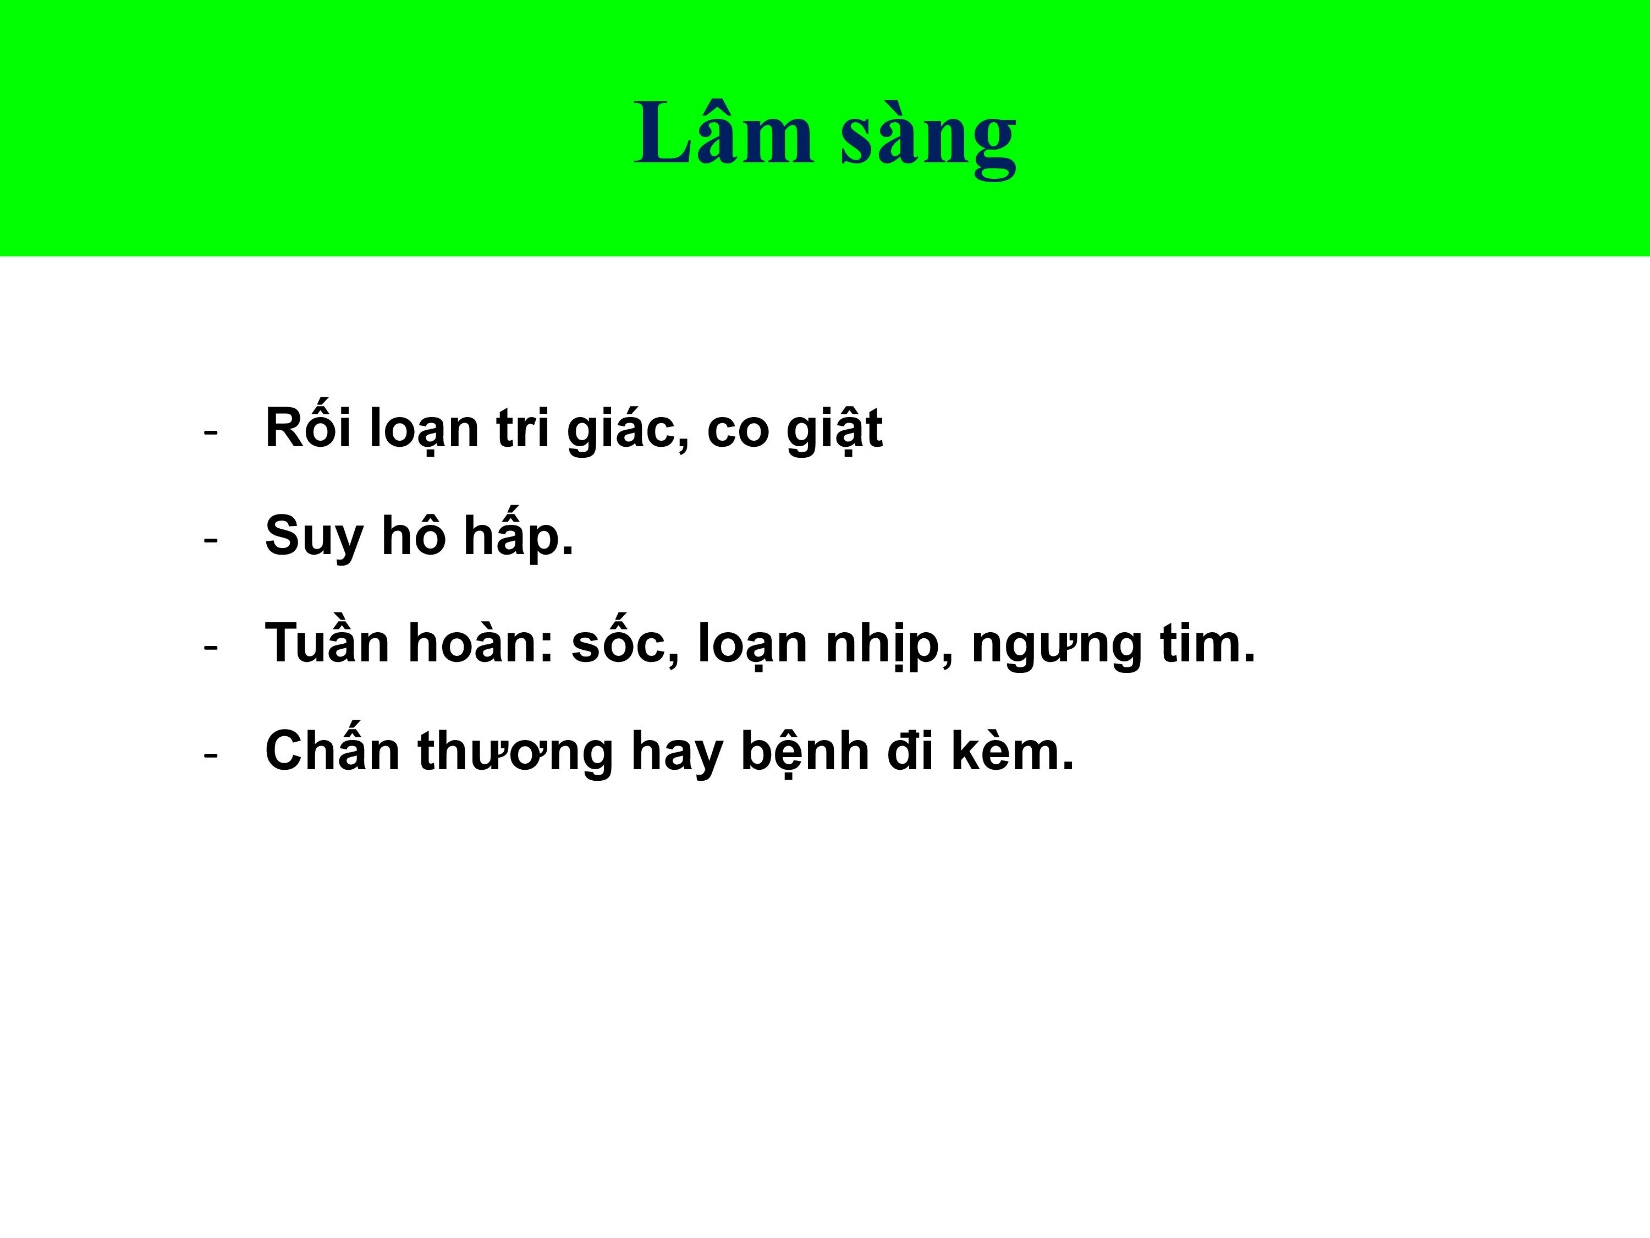 Lâm sàng
- Rối loạn tri giác, co giật
- Suy hô hấp.
- Tuần hoàn: sốc, loạn nhịp, ngưng tim.
- Chấn thương hay bệnh đi kèm.